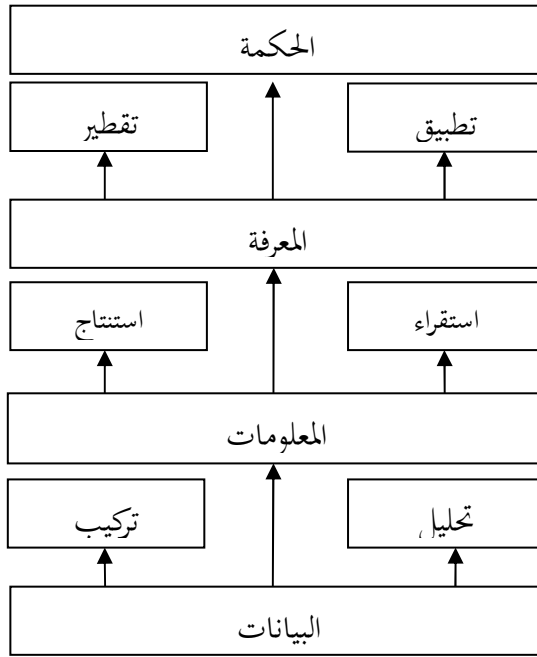 الحكمة
تطبيق
تقطير
المعرفة
استقراء
استنتاج
المعلومات
تحليل
تركيب
البيانات